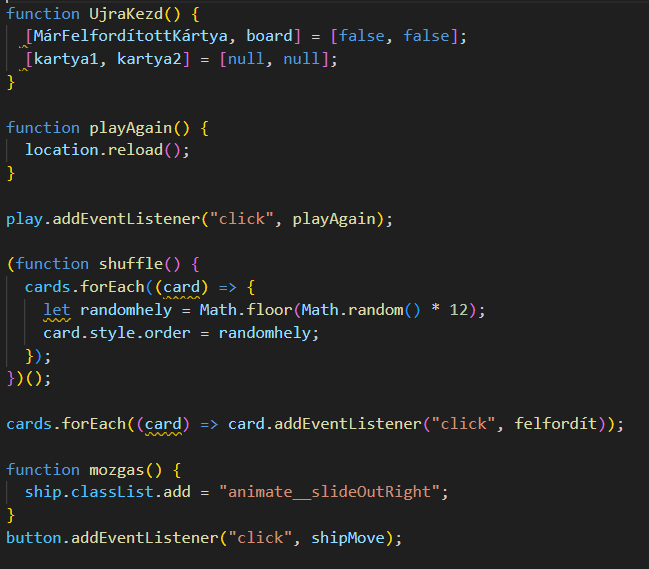 function UjraKezd() {
  [MárFelfordítottKártya, board] = [false, false];
  [kartya1, kartya2] = [null, null];
}

function playAgain() {
  location.reload();
}

play.addEventListener("click", playAgain);

(function shuffle() {
  cards.forEach((card) => {
    let randomhely = Math.floor(Math.random() * 12);
    card.style.order = randomhely;
  });
})();

cards.forEach((card) => card.addEventListener("click", felfordít));

function mozgas() {
  ship.classList.add = "animate__slideOutRight";
}
button.addEventListener("click", shipMove);